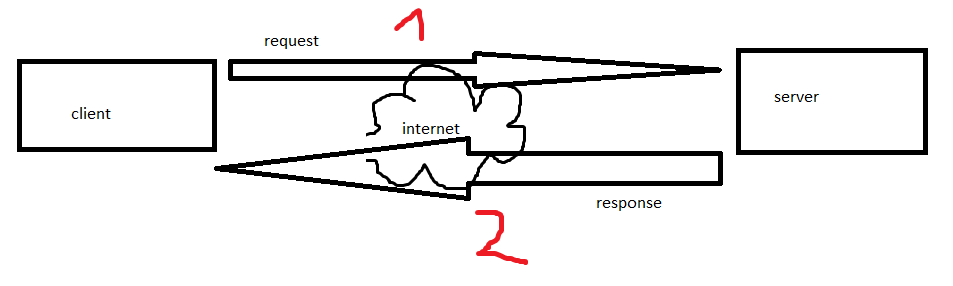 1
request
client
server
internet
response
2